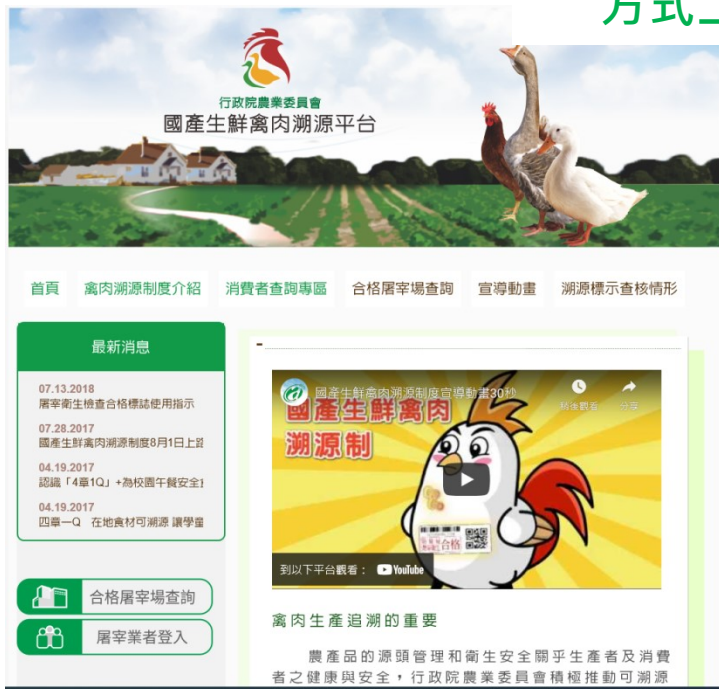 方式
行政院農業委員會
國產生鮮禽肉溯源平台
首頁 禽肉溯源制度介紹 消費者查詢專區 合格屠宰場查詢 宣導動畫 溯源標示查核情形
最新消息
07.13.2018
屠宰衛生檢查合格標誌使用指示
07.28.2017
國產生鮮禽肉溯源制度8月1日上路
04.19.2017
認識「4章1Q」+為校園午餐安全
04.19.2017
四章一Q 在地食材可溯源 讓學童
合格屠宰場查詢
屠宰業者登入
國產生鮮禽肉溯源制度宣導動畫30秒
稍後觀看 分享
國產生鮮禽肉
溯源制
合格
到以下平台觀看： YouTube
禽肉生產追溯的重要
農產品的源頭管理和衛生安全關乎生產者及消費
者之健康與安全，行政院農業委員會積極推動可溯源